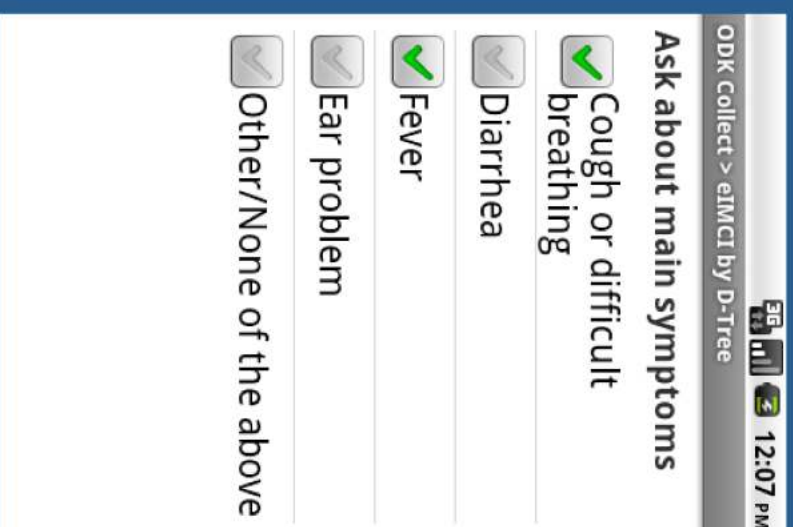 3G 12:07 PM
ODK Collect > eIMCI by D-Tree
Ask about main symptoms
Cough or difficult
breathing
Diarrhea
Fever
Ear problem
Other/None of the above